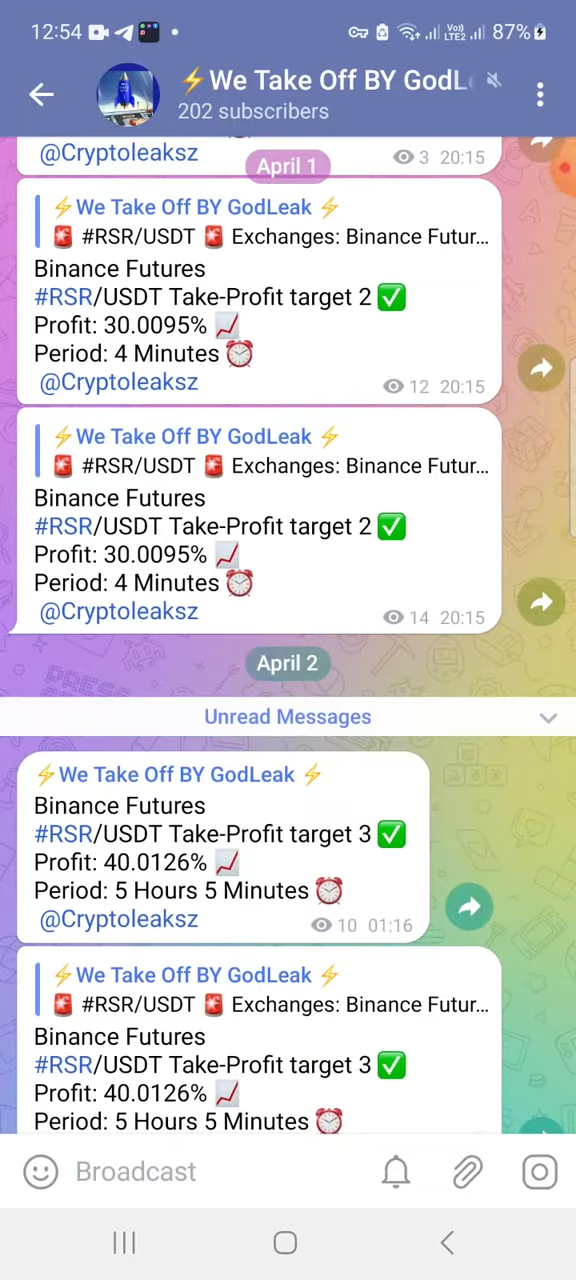 12:54
Vo))
LTE2
87%
⚡We Take Off BY GodL
202 subscribers
@Cryptoleaksz
3 20:15
April 1
⚡We Take Off BY GodLeak ⚡
🚨 #RSR/USDT 🚨 Exchanges: Binance Futur...
Binance Futures
#RSR/USDT Take-Profit target 2 ✅
Profit: 30.0095% 📈
Period: 4 Minutes ⏰
@Cryptoleaksz
12 20:15
⚡We Take Off BY GodLeak ⚡
🚨 #RSR/USDT 🚨 Exchanges: Binance Futur...
Binance Futures
#RSR/USDT Take-Profit target 2 ✅
Profit: 30.0095% 📈
Period: 4 Minutes ⏰
@Cryptoleaksz
14 20:15
April 2
Unread Messages
⚡We Take Off BY GodLeak ⚡
Binance Futures
#RSR/USDT Take-Profit target 3 ✅
Profit: 40.0126% 📈
Period: 5 Hours 5 Minutes ⏰
@Cryptoleaksz
10 01:16
⚡We Take Off BY GodLeak ⚡
🚨 #RSR/USDT 🚨 Exchanges: Binance Futur...
Binance Futures
#RSR/USDT Take-Profit target 3 ✅
Profit: 40.0126% 📈
Period: 5 Hours 5 Minutes ⏰
Broadcast